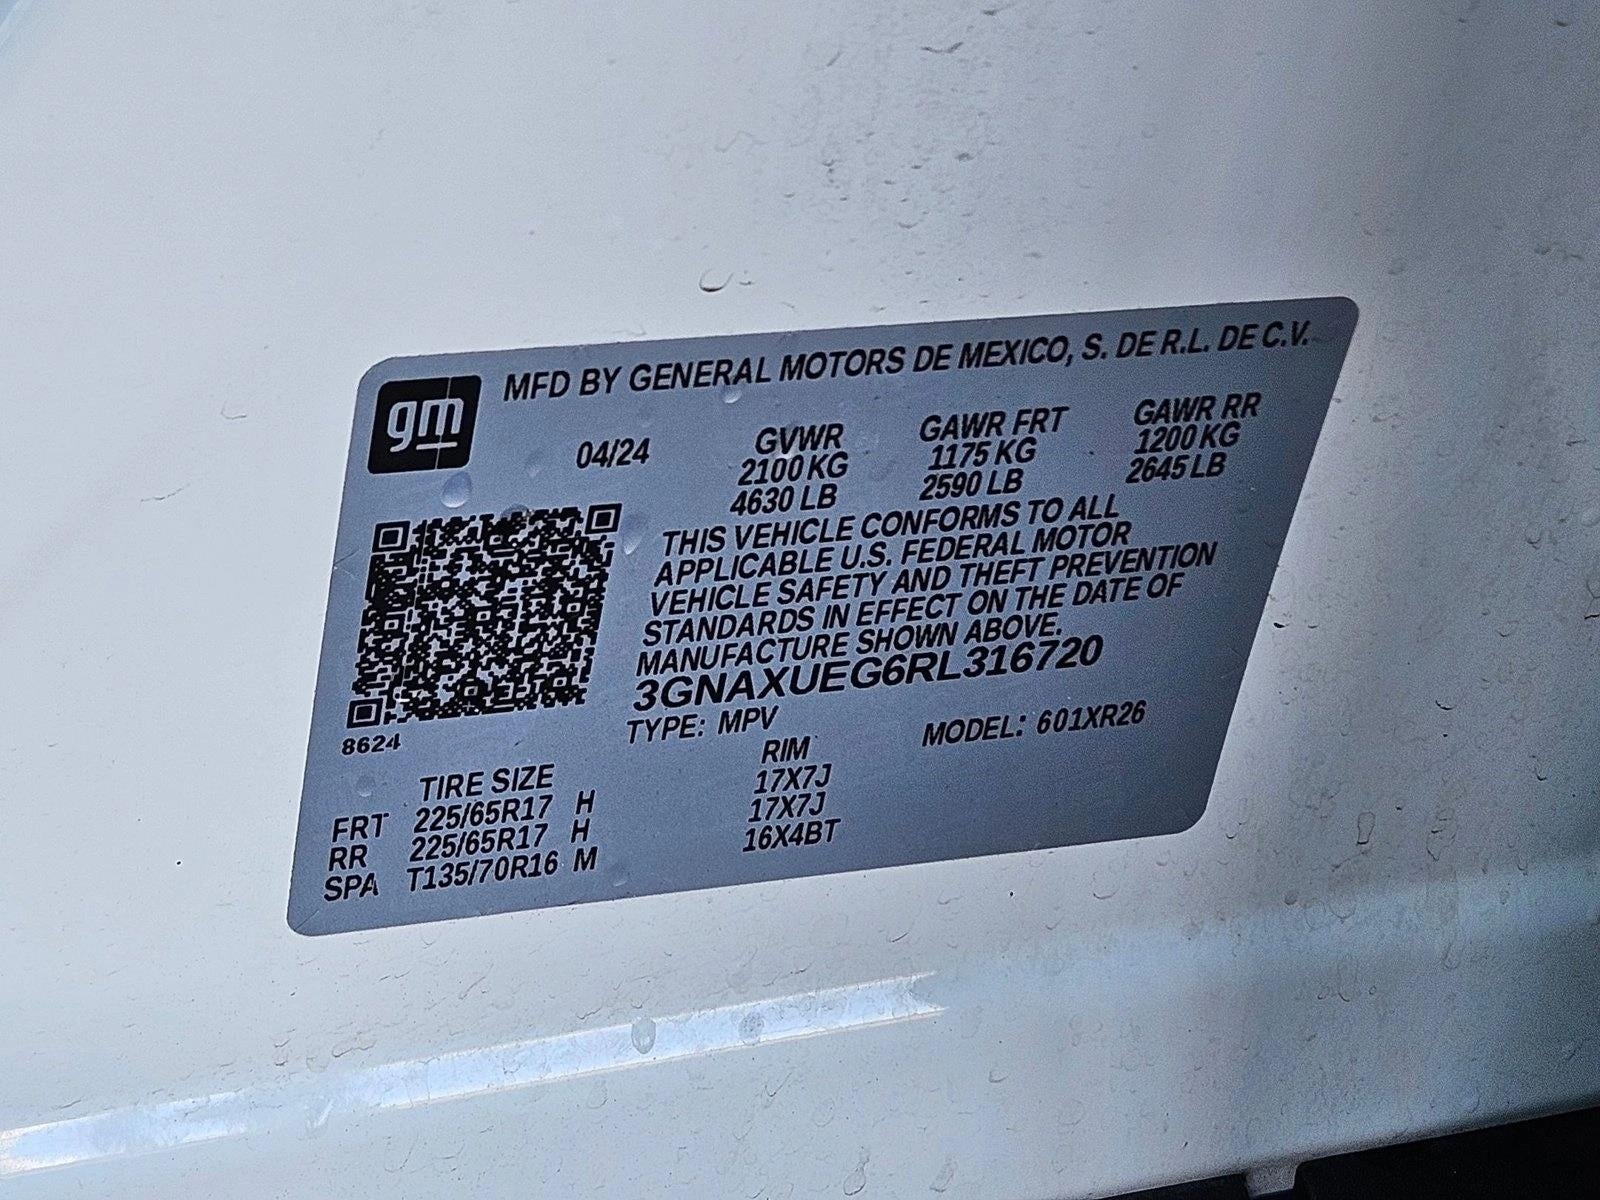 gm
MFD BY GENERAL MOTORS DE MEXICO, S. DE R.L. DE C.V.
04/24 GVWR GAWR FRT GAWR RR
2100 KG 1175 KG 1200 KG
4630 LB 2590 LB 2645 LB
THIS VEHICLE CONFORMS TO ALL
APPLICABLE U.S. FEDERAL MOTOR
VEHICLE SAFETY AND THEFT PREVENTION
STANDARDS IN EFFECT ON THE DATE OF
MANUFACTURE SHOWN ABOVE.
3GNAXUEG6RL316720
8624
TYPE: MPV MODEL: 601XR26
TIRE SIZE RIM
FRT 225/65R17 H 17X7J
RR 225/65R17 H 17X7J
SPA T135/70R16 M 16X4BT